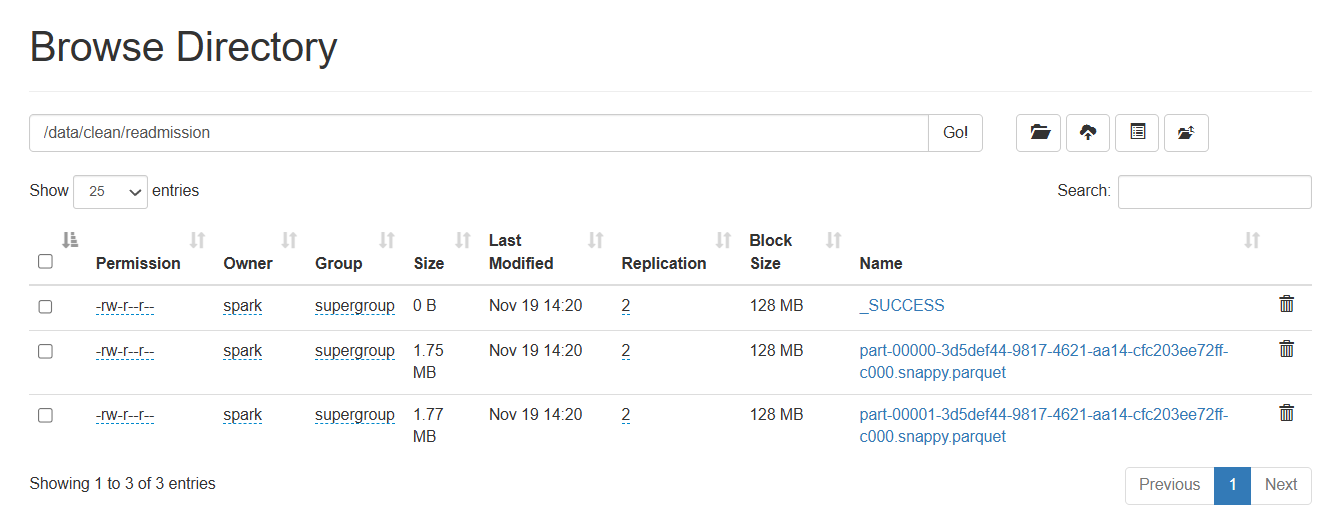 Browse Directory
/data/clean/readmission Go!
Show 25 entries Search:
Permission Owner Group Size Last Modified Replication Block Size Name
-rw-r--r-- spark supergroup 0 B Nov 19 14:20 2 128 MB _SUCCESS
-rw-r--r-- spark supergroup 1.75 MB Nov 19 14:20 2 128 MB part-00000-3d5def44-9817-4621-aa14-cfc203ee72ff-c000.snappy.parquet
-rw-r--r-- spark supergroup 1.77 MB Nov 19 14:20 2 128 MB part-00001-3d5def44-9817-4621-aa14-cfc203ee72ff-c000.snappy.parquet
Showing 1 to 3 of 3 entries Previous 1 Next